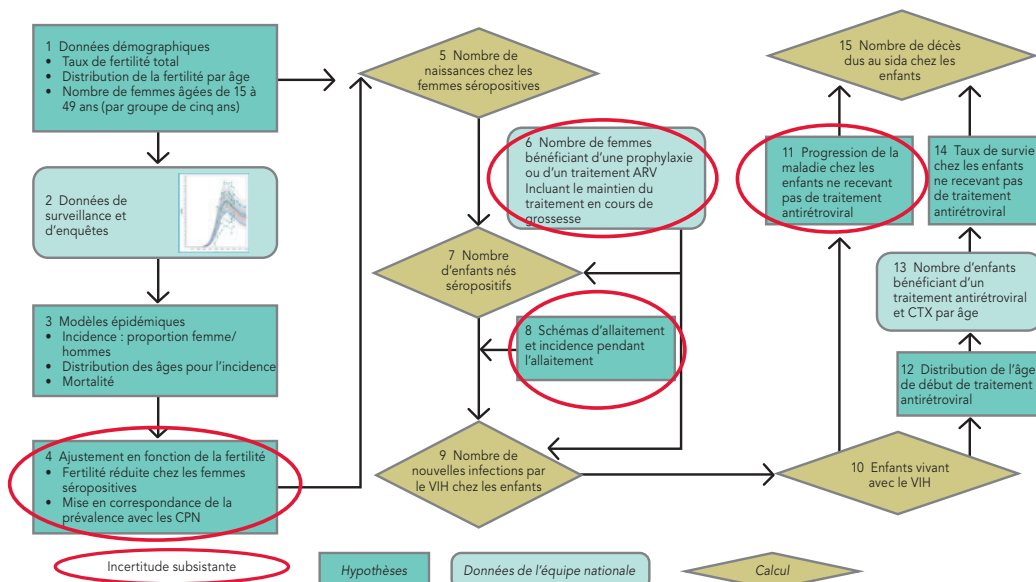 1 Données démographiques
• Taux de fertilité total
• Distribution de la fertilité par âge
• Nombre de femmes âgées de 15 à
49 ans (par groupe de cinq ans)
2 Données de
surveillance et
d'enquêtes
3 Modèles épidémiques
• Incidence : proportion femme/
hommes
• Distribution des âges pour l'incidence
• Mortalité
4 Ajustement en fonction de la fertilité
• Fertilité réduite chez les femmes
séropositives
• Mise en correspondance de la
prévalence avec les CPN
5 Nombre de
naissances chez les
femmes séropositives
6 Nombre de femmes
bénéficiant d'une prophylaxie
ou d'un traitement ARV
Incluant le maintien du
traitement en cours de
grossesse
7 Nombre
d'enfants nés
séropositifs
8 Schémas d'allaitement
et incidence pendant
l'allaitement
9 Nombre de
nouvelles infections par
le VIH chez les enfants
10 Enfants vivant
avec le VIH
11 Progression de la
maladie chez les
enfants ne recevant
pas de traitement
antirétroviral
12 Distribution de l'âge
de début de traitement
antirétroviral
13 Nombre d'enfants
bénéficiant d'un
traitement antirétroviral
et CTX par âge
14 Taux de survie
chez les enfants
ne recevant pas
de traitement
antirétroviral
15 Nombre de décès
dus au sida chez les
enfants
Incertitude subsistante
Hypothèses
Données de l'équipe nationale
Calcul